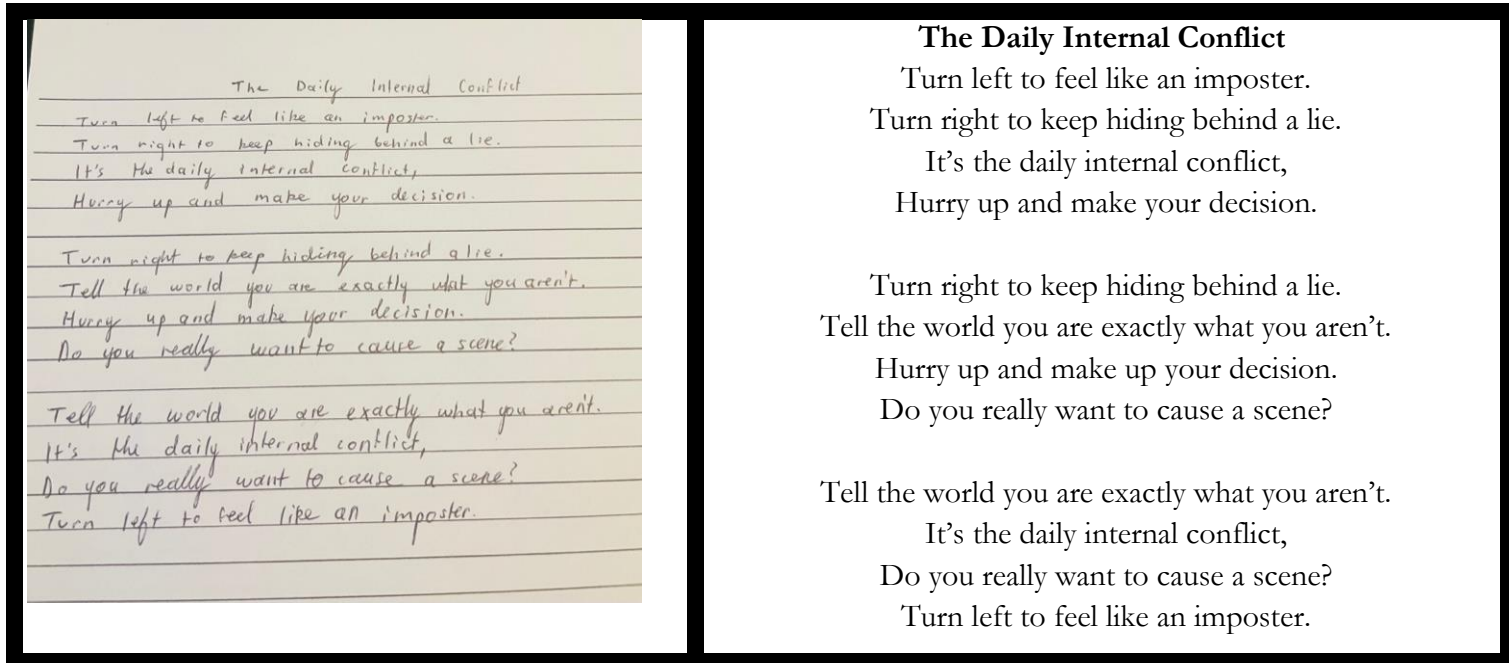 The Daily Internal Conflict
Turn left to feel like an imposter.
Turn right to keep hiding behind a lie.
It's the daily internal conflict,
Hurry up and make your decision.
Turn right to keep hiding behind a lie.
Tell the world you are exactly what you aren't.
Hurry up and make your decision.
Do you really want to cause a scene?
Tell the world you are exactly what you aren't.
It's the daily internal conflict,
Do you really want to cause a scene?
Turn left to feel like an imposter.
The Daily Internal Conflict
Turn left to feel like an imposter.
Turn right to keep hiding behind a lie.
It’s the daily internal conflict,
Hurry up and make your decision.
Turn right to keep hiding behind a lie.
Tell the world you are exactly what you aren’t.
Hurry up and make up your decision.
Do you really want to cause a scene?
Tell the world you are exactly what you aren’t.
It’s the daily internal conflict,
Do you really want to cause a scene?
Turn left to feel like an imposter.